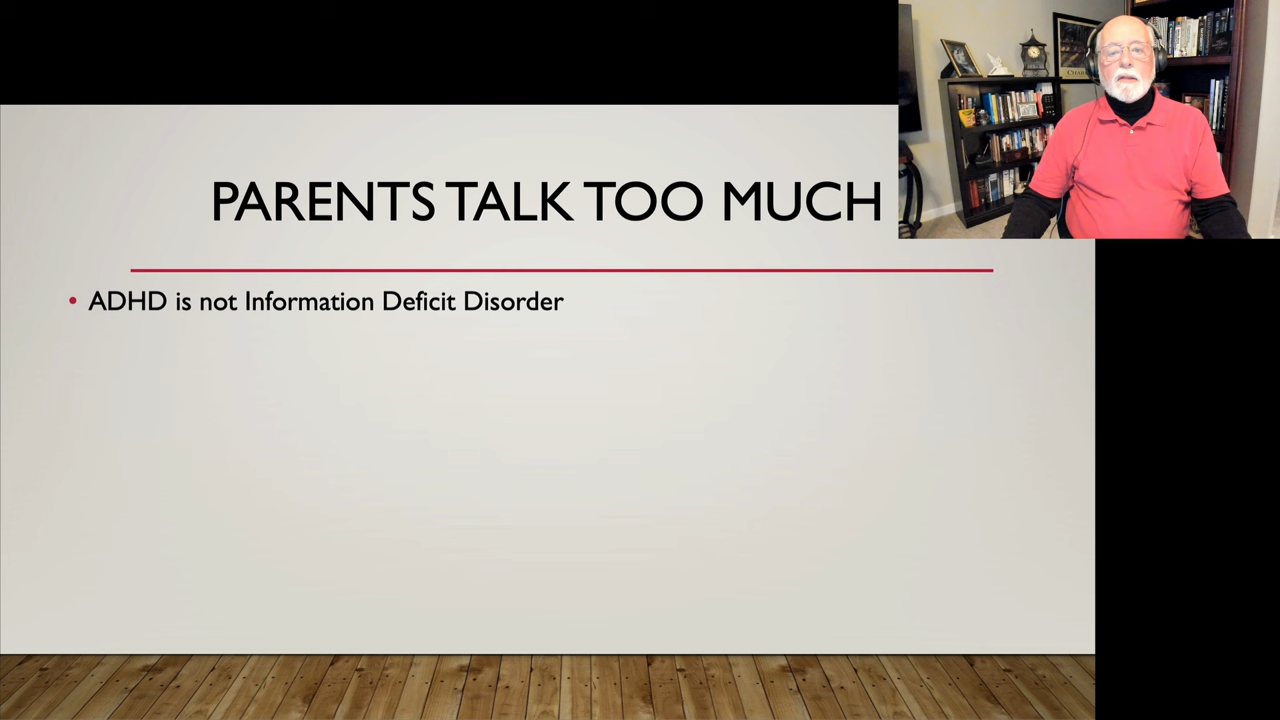 PARENTS TALK TOO MUCH
• ADHD is not Information Deficit Disorder